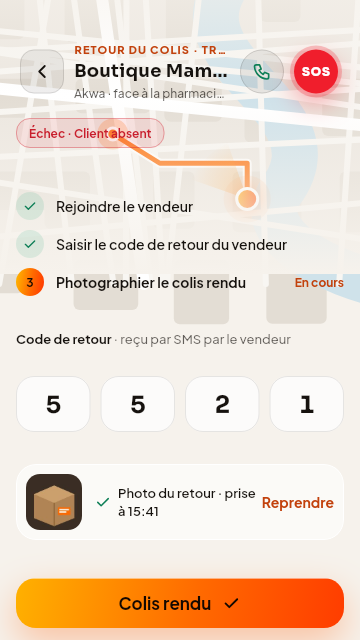 RETOUR DU COLIS · TR…
Boutique Mam…
Akwa · face à pharmaci…
SOS
Échec · Client absent
Rejoindre le vendeur
Saisir le code de retour du vendeur
3 Photographier le colis rendu En cours
Code de retour · reçu par SMS par le vendeur
5 5 2 1
Photo du retour · prise
à 15:41
Reprendre
Colis rendu